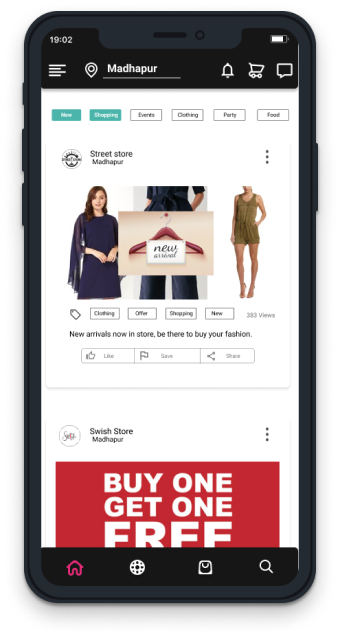 19:02
Madhapur
New Shopping Events Clothing Party Food
Street store
Madhapur
new
arrival
Clothing Offer Shopping New 383 Views
New arrivals now in store, be there to buy your fashion.
Like Save Share
Swish Store
Madhapur
BUY ONE
GET ONE
FREE